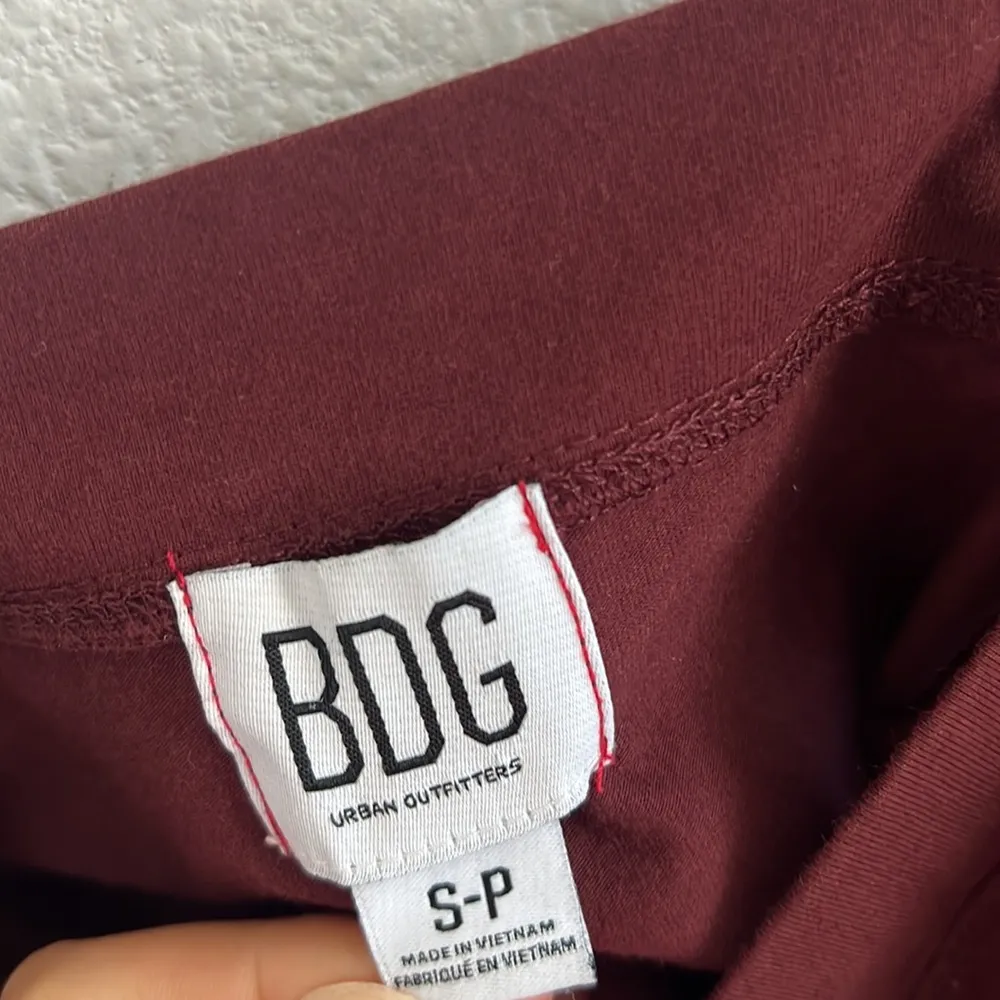 BDG
URBAN OUTFITTERS
S-P
MADE IN VIETNAM
FABRIQUÉ EN VIETNAM